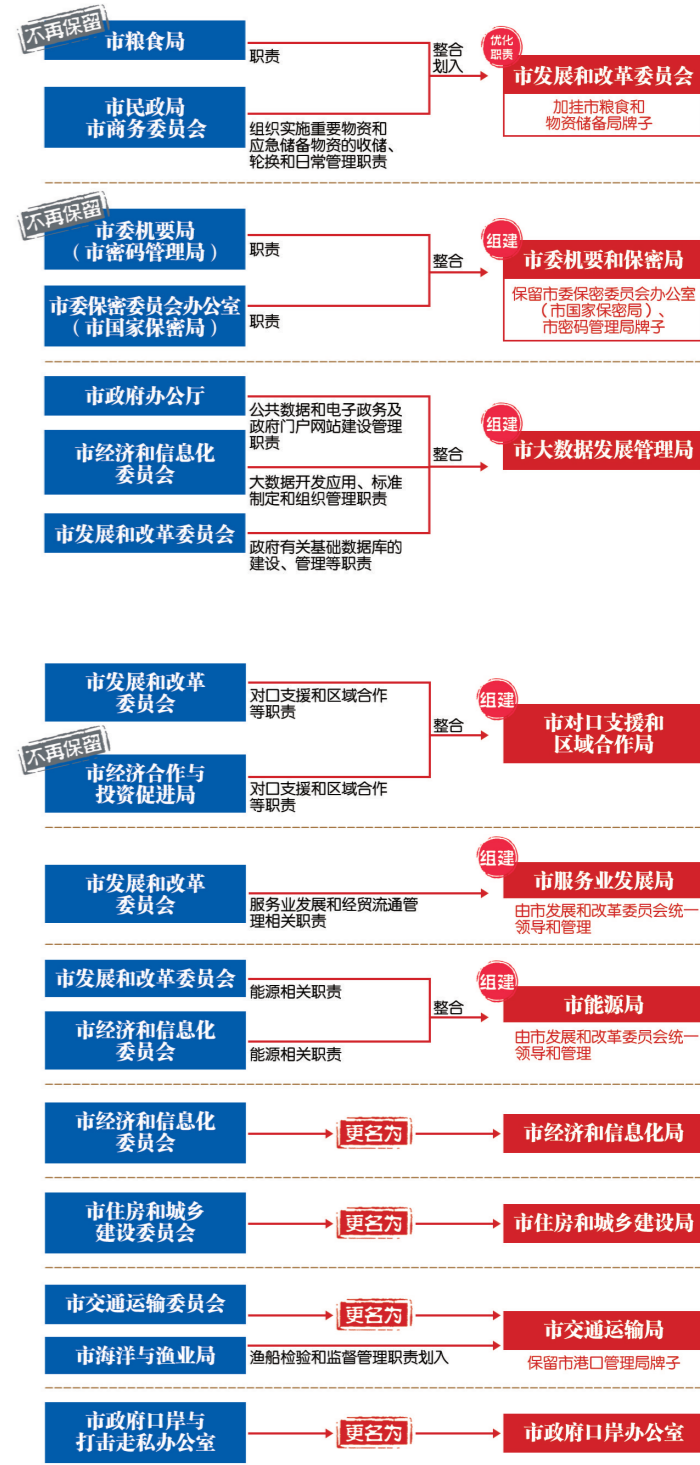 不再保留
市粮食局
职责
市民政局
市商务委员会
组织实施重要物资和
应急储备物资的收储、
轮换和日常管理职责
整合
划入
优化
职责
市发展和改革委员会
加挂市粮食和
物资储备局牌子
不再保留
市委机要局
（市密码管理局）
职责
市委保密委员会办公室
（市国家保密局）
职责
整合
组建
市委机要和保密局
保留市委保密委员会办公室
（市国家保密局）、
市密码管理局牌子
市政府办公厅
公共数据和电子政务及
政府门户网站建设管理
职责
市经济和信息化
委员会
大数据开发应用、标准
制定和组织管理职责
市发展和改革委员会
政府有关基础数据库的
建设、管理等职责
整合
组建
市大数据发展管理局
市发展和改革
委员会
对口支援和区域合作
等职责
不再保留
市经济合作与
投资促进局
对口支援和区域合作
等职责
整合
组建
市对口支援和
区域合作局
市发展和改革
委员会
服务业发展和经贸流通管
理相关职责
组建
市服务业发展局
由市发展和改革委员会统一
领导和管理
市发展和改革委员会
能源相关职责
市经济和信息化
委员会
能源相关职责
整合
组建
市能源局
由市发展和改革委员会统一
领导和管理
市经济和信息化
委员会
更名为
市经济和信息化局
市住房和城乡
建设委员会
更名为
市住房和城乡建设局
市交通运输委员会
更名为
市海洋与渔业局
渔船检验和监督管理职责划入
市交通运输局
保留市港口管理局牌子
市政府口岸与
打击走私办公室
更名为
市政府口岸办公室